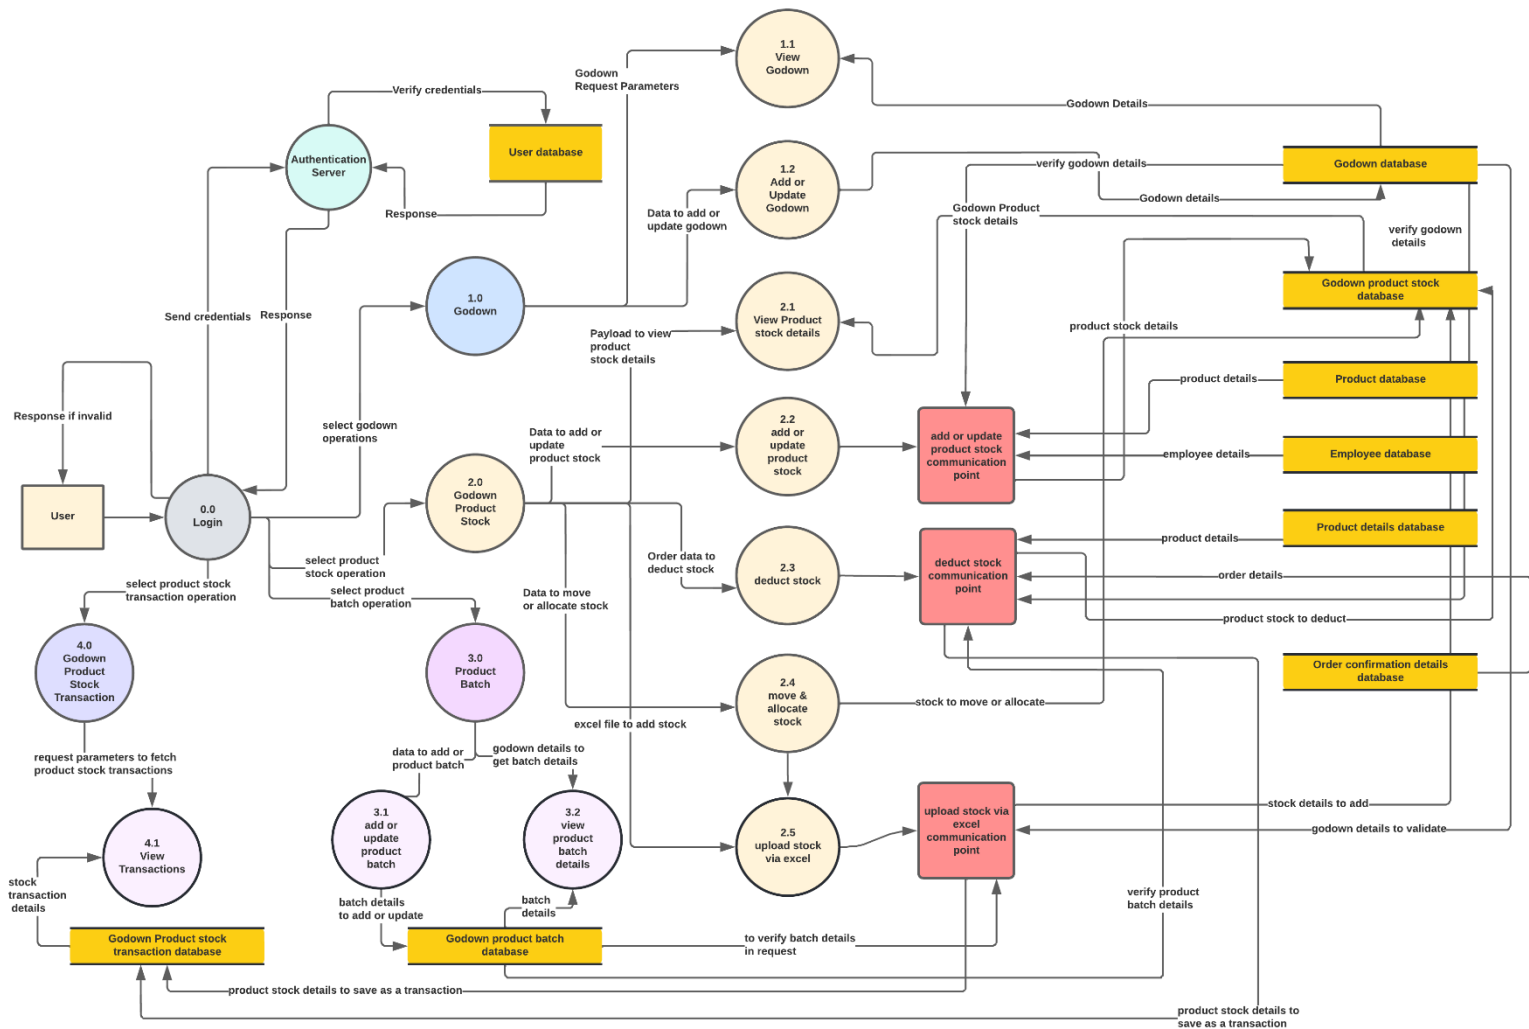 1.1
View
Godown
Godown
Request Parameters
Verify credentials
Godown Details
User database
Authentication
Server
verify godown details
Godown database
1.2
Add or
Update
Godown
Godown details
Response
Data to add or
update godown
Godown Product
stock details
verify godown
details
Godown product stock
database
1.0
Godown
2.1
View Product
stock details
Send credentials
Response
Payload to view
product
stock details
product stock details
product details
Product database
Response if invalid
select godown
operations
2.2
add or
update
product
stock
Data to add or
update
product stock
add or update
product stock
communication
point
employee details
Employee database
User
0.0
Login
2.0
Godown
Product
Stock
Product details database
product details
select product
stock operation
Order data to
deduct stock
2.3
deduct stock
deduct stock
communication
point
order details
select product stock
transaction operation
select product
batch operation
Data to move
or allocate stock
product stock to deduct
4.0
Godown
Product
Stock
Transaction
3.0
Product
Batch
2.4
move &
allocate
stock
Order confirmation details
database
stock to move or allocate
excel file to add stock
request parameters to fetch
product stock transactions
data to add or
product batch
godown details to
get batch details
stock details to add
godown details to validate
4.1
View
Transactions
3.1
add or
update
product
batch
3.2
view
product
batch
details
2.5
upload stock
via excel
upload stock via
excel
communication
point
stock
transaction
details
batch details
to add or update
batch
details
verify product
batch details
Godown Product stock
transaction database
Godown product batch
database
to verify batch details
in request
product stock details to save as a transaction
product stock details to
save as a transaction